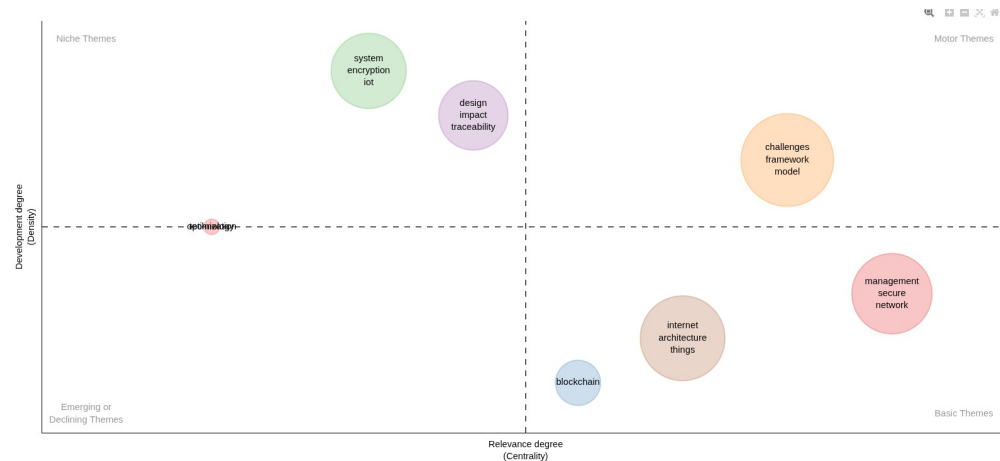 Niche Themes
Motor Themes
system
encryption
iot
design
impact
traceability
challenges
framework
model
Development degree
(Density)
management
secure
network
internet
architecture
things
blockchain
Emerging or
Declining Themes
Basic Themes
Relevance degree
(Centrality)